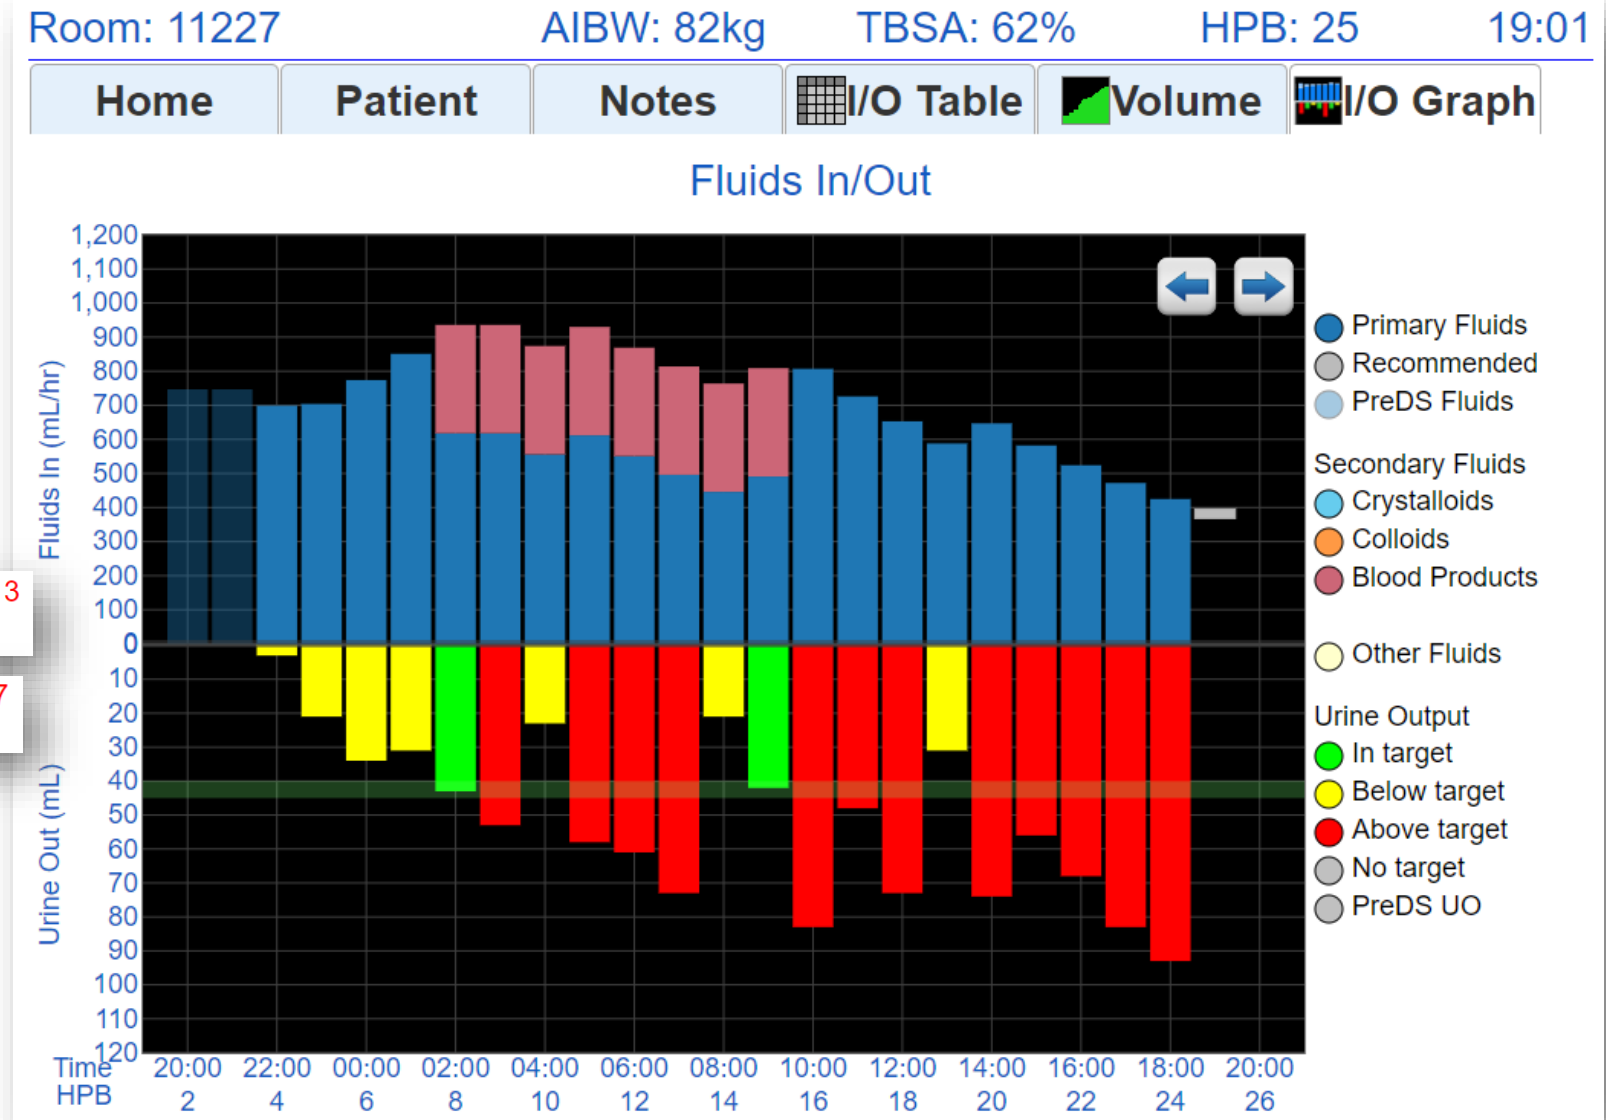 Room: 11227 AIBW: 82kg TBSA: 62% HPB: 25 19:01
Home Patient Notes I/O Table Volume I/O Graph
Fluids In/Out
1,200
1,100
1,000
900
800
700
600
500
400
300
200
100
0
10
20
30
40
50
60
70
80
90
100
110
120
Fluids In (mL/hr)
Urine Out (mL)
3
7
Primary Fluids
Recommended
PreDS Fluids
Secondary Fluids
Crystalloids
Colloids
Blood Products
Other Fluids
Urine Output
In target
Below target
Above target
No target
PreDS UO
Time 20:00 22:00 00:00 02:00 04:00 06:00 08:00 10:00 12:00 14:00 16:00 18:00 20:00
HPB 2 4 6 8 10 12 14 16 18 20 22 24 26